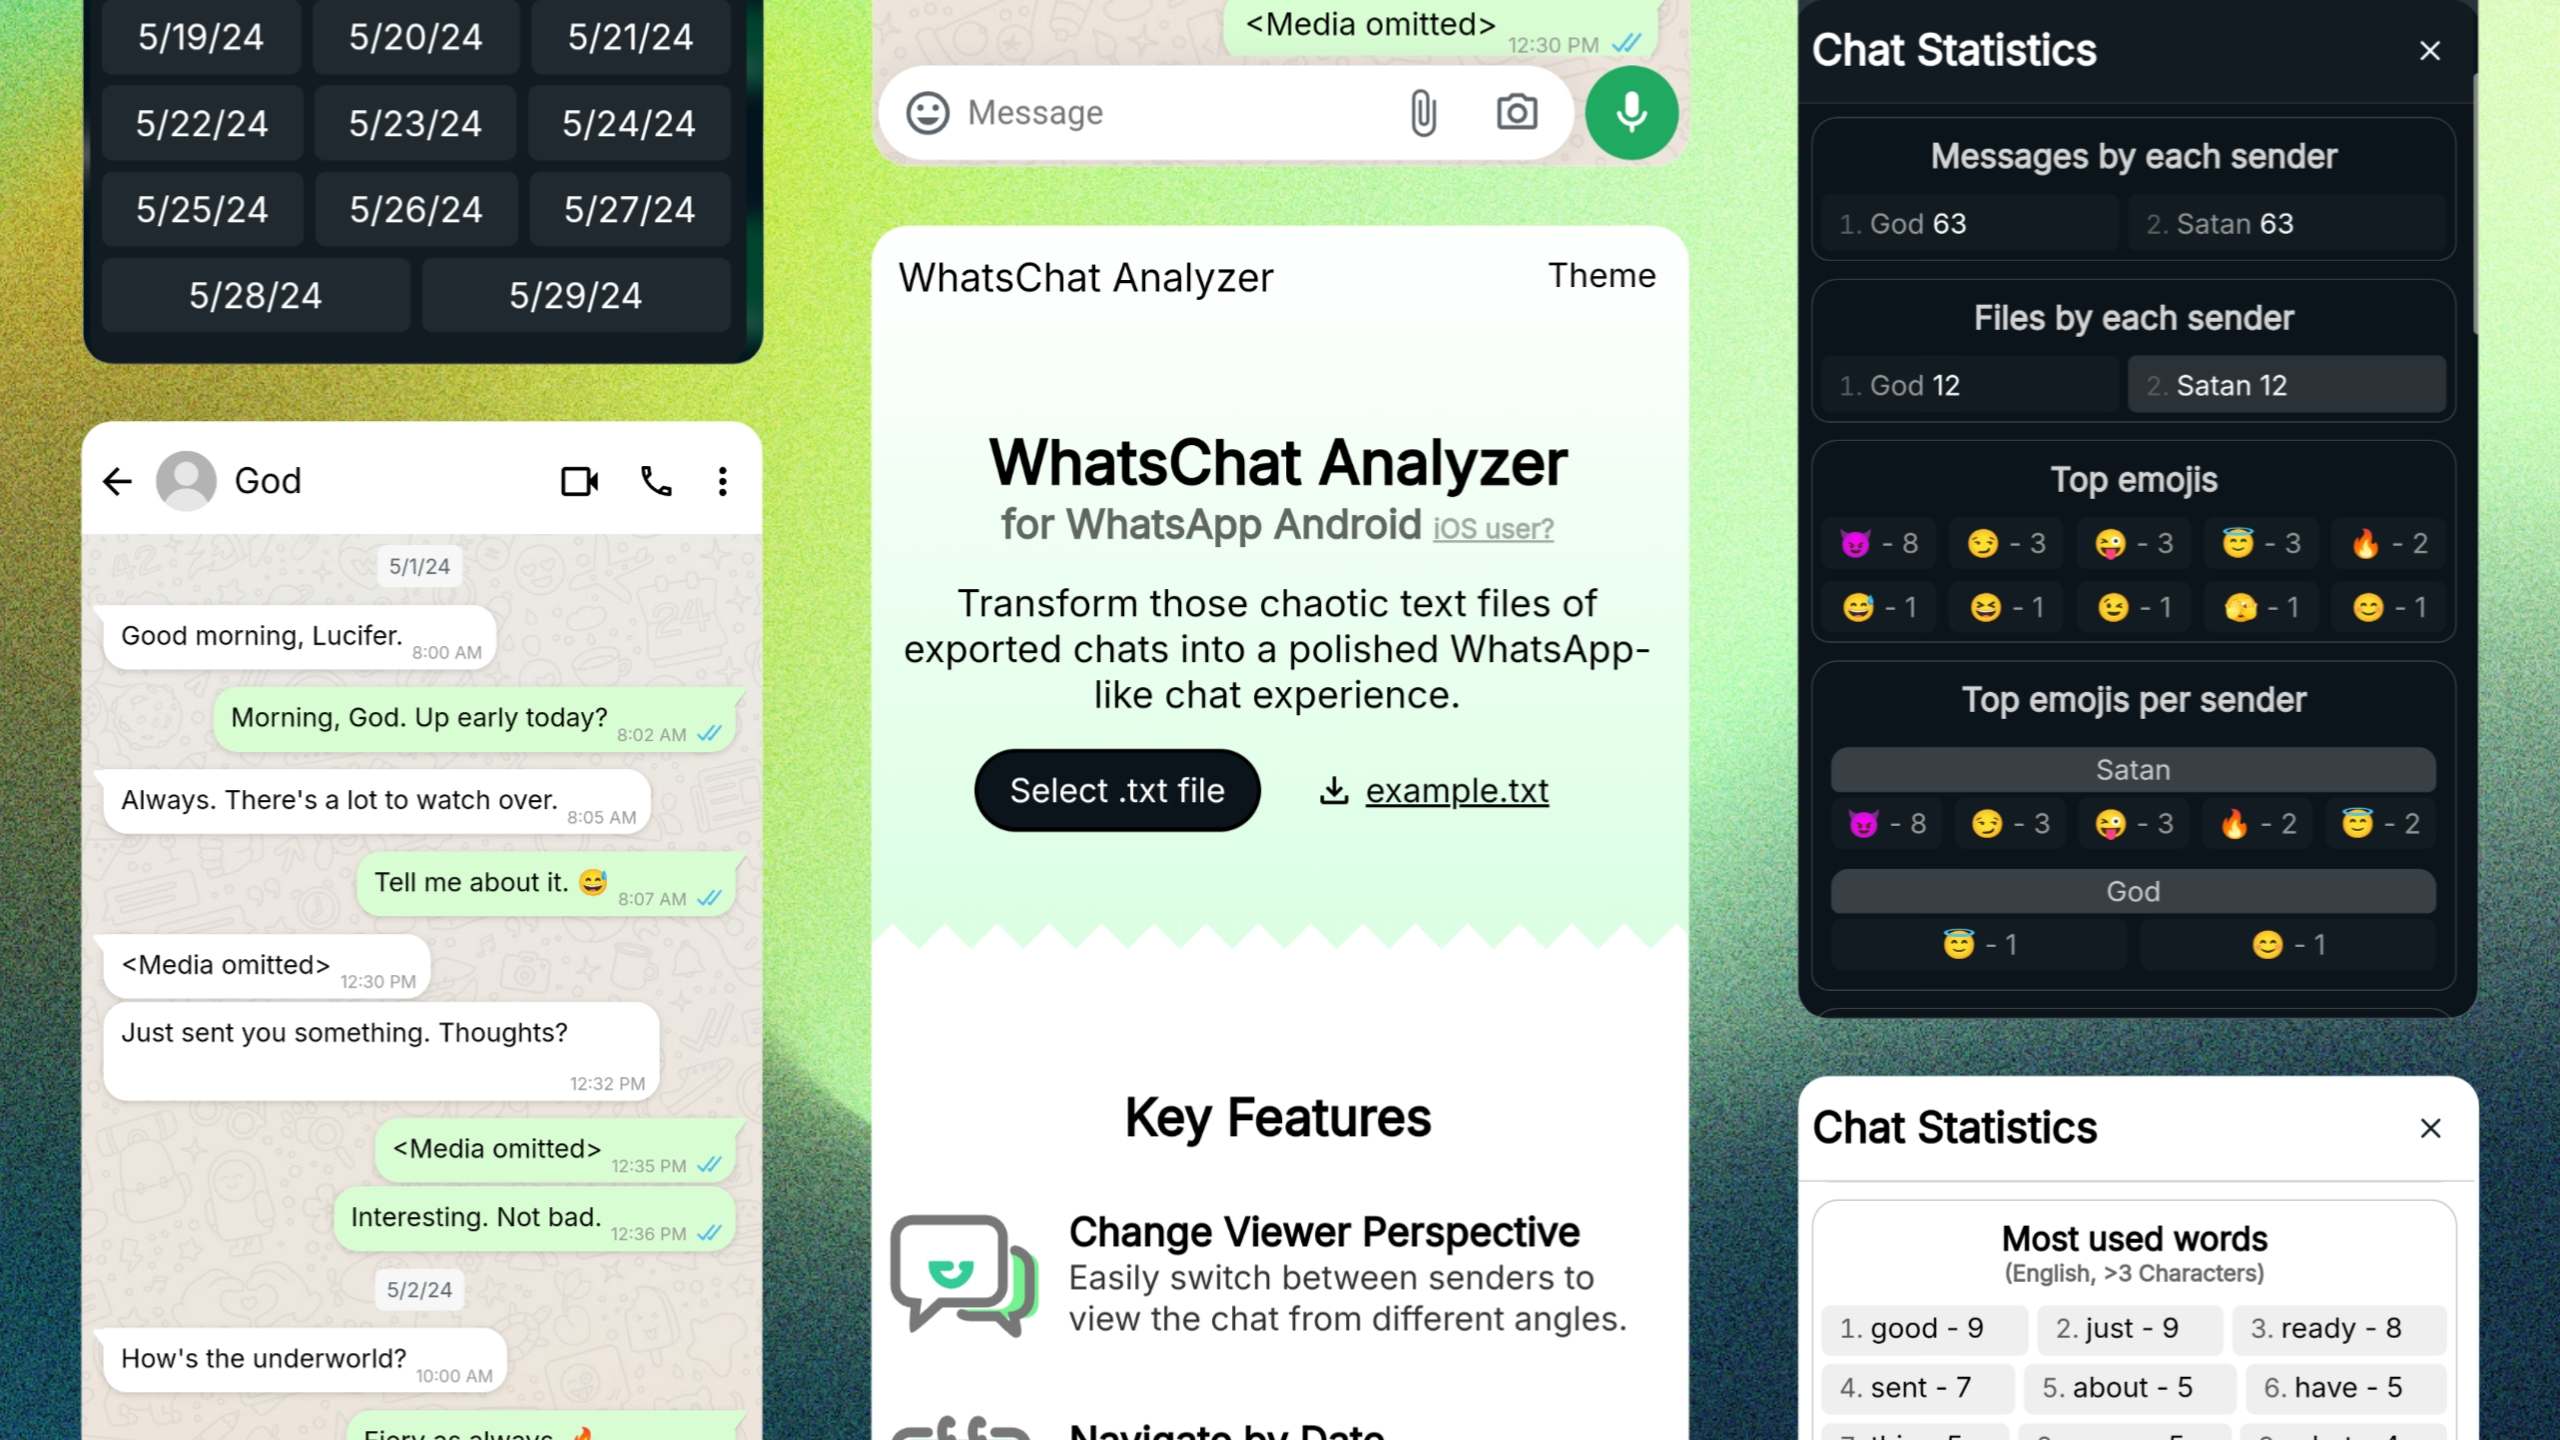 5/19/24 5/20/24 5/21/24
5/22/24 5/23/24 5/24/24
5/25/24 5/26/24 5/27/24
5/28/24 5/29/24
God
5/1/24
Good morning, Lucifer. 8:00 AM
Morning, God. Up early today? 8:02 AM
Always. There's a lot to watch over. 8:05 AM
Tell me about it. 😅 8:07 AM
<Media omitted> 12:30 PM
Just sent you something. Thoughts?
12:32 PM
<Media omitted> 12:35 PM
Interesting. Not bad. 12:36 PM
5/2/24
How's the underworld? 10:00 AM
Fiery as always. 🔥
<Media omitted> 12:30 PM
Message
WhatsChat Analyzer Theme
WhatsChat Analyzer
for WhatsApp Android iOS user?
Transform those chaotic text files of
exported chats into a polished WhatsApp-
like chat experience.
Select .txt file example.txt
Key Features
Change Viewer Perspective
Easily switch between senders to
view the chat from different angles.
Navigate by Date
Chat Statistics
Messages by each sender
1. God 63 2. Satan 63
Files by each sender
1. God 12 2. Satan 12
Top emojis
😈 - 8 😏 - 3 😜 - 3 😇 - 3 🔥 - 2
😅 - 1 😆 - 1 😉 - 1 🫣 - 1 😊 - 1
Top emojis per sender
Satan
😈 - 8 😏 - 3 😜 - 3 🔥 - 2 😇 - 2
God
😇 - 1 😊 - 1
Chat Statistics
Most used words
(English, >3 Characters)
1. good - 9 2. just - 9 3. ready - 8
4. sent - 7 5. about - 5 6. have - 5